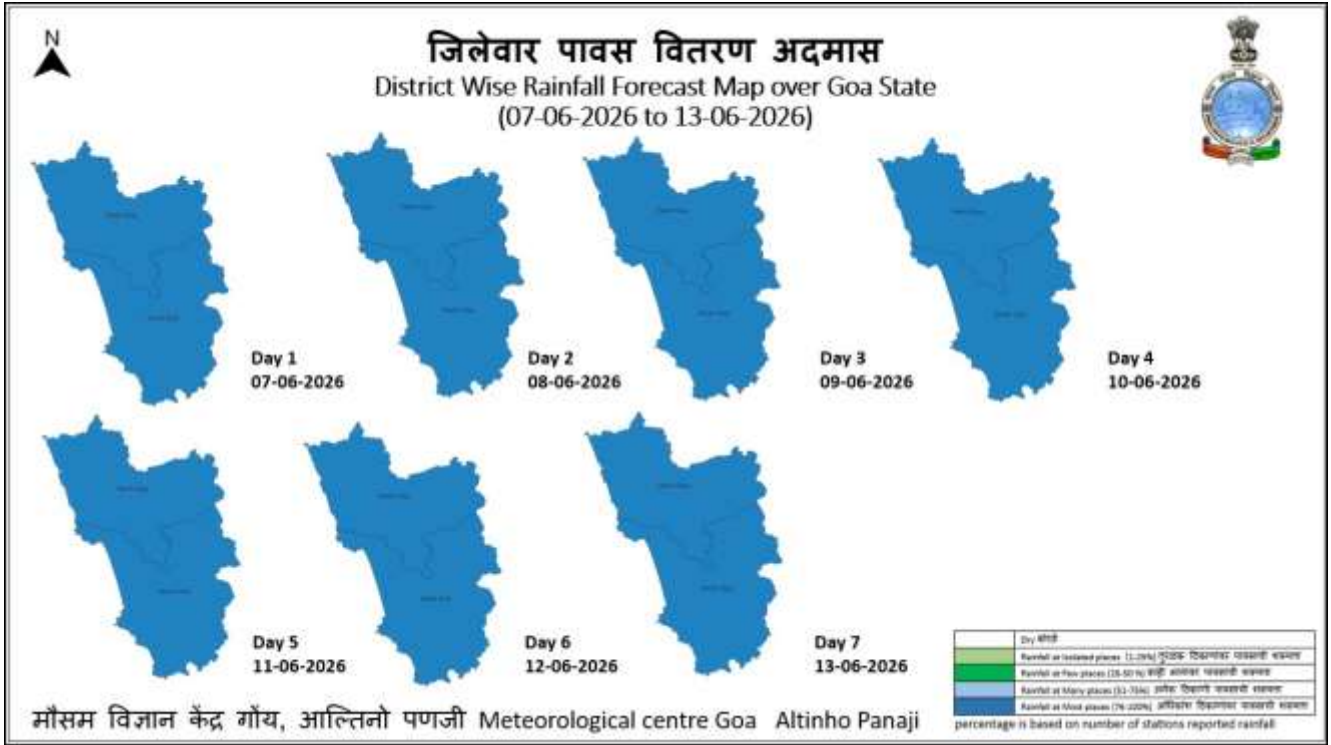 N
जिलेवार पावस वितरण अदमास
District Wise Rainfall Forecast Map over Goa State
(07-06-2026 to 13-06-2026)
Day 1
07-06-2026
Day 2
08-06-2026
Day 3
09-06-2026
Day 4
10-06-2026
Day 5
11-06-2026
Day 6
12-06-2026
Day 7
13-06-2026
Dry
Rainfall at Isolated places
Rainfall at Few places
Rainfall at Many places (51-75%)
Rainfall at Most places (76-100%)
percentage is based on number of stations reported rainfall
मौसम विज्ञान केंद्र गोंय, आल्तिनो पणजी Meteorological centre Goa Altinho Panaji